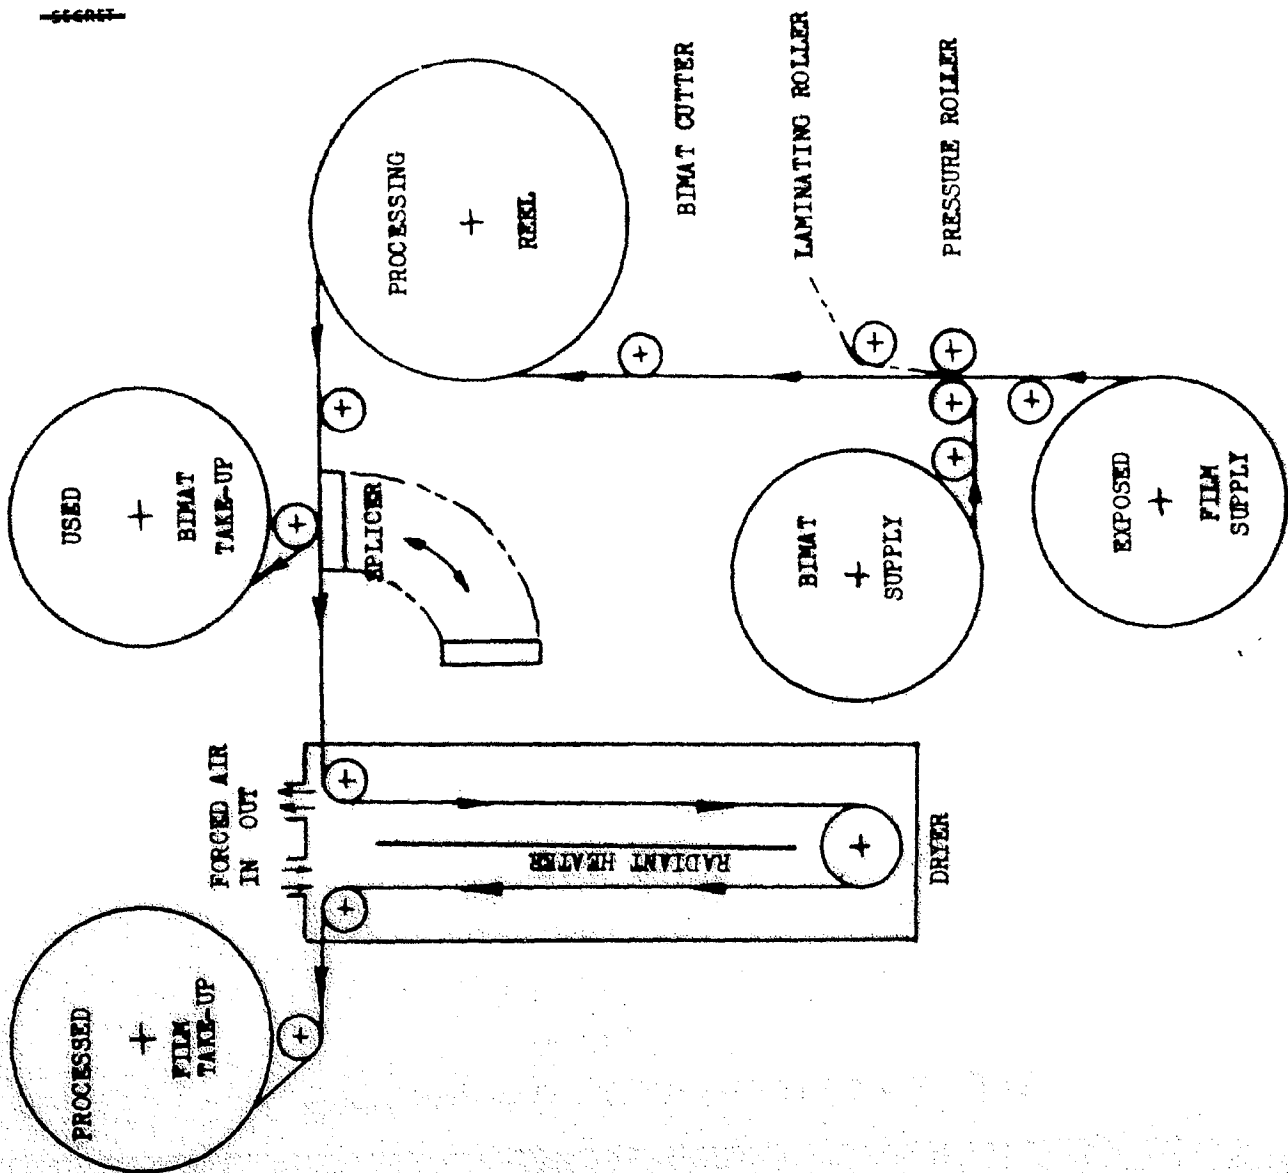 SECRET
PROCESSING
REEL
BIMAT CUTTER
LAMINATING ROLLER
PRESSURE ROLLER
USED
BIMAT
TAKE-UP
SPLICER
BIMAT
SUPPLY
EXPOSED
FILM
SUPPLY
FORCED AIR
IN OUT
RADIANT HEATER
DRYER
PROCESSED
FILM
TAKE-UP